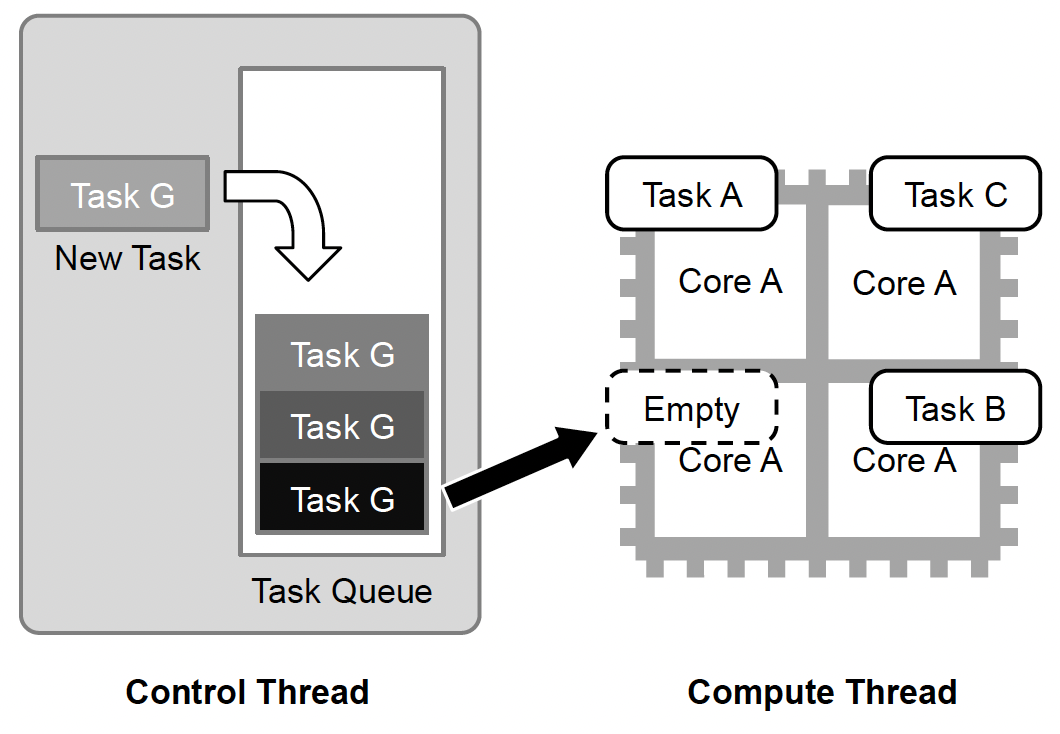 Task G
New Task
Task G
Task G
Task G
Task Queue
Control Thread
Task A
Task C
Core A
Core A
Empty
Task B
Core A
Core A
Compute Thread